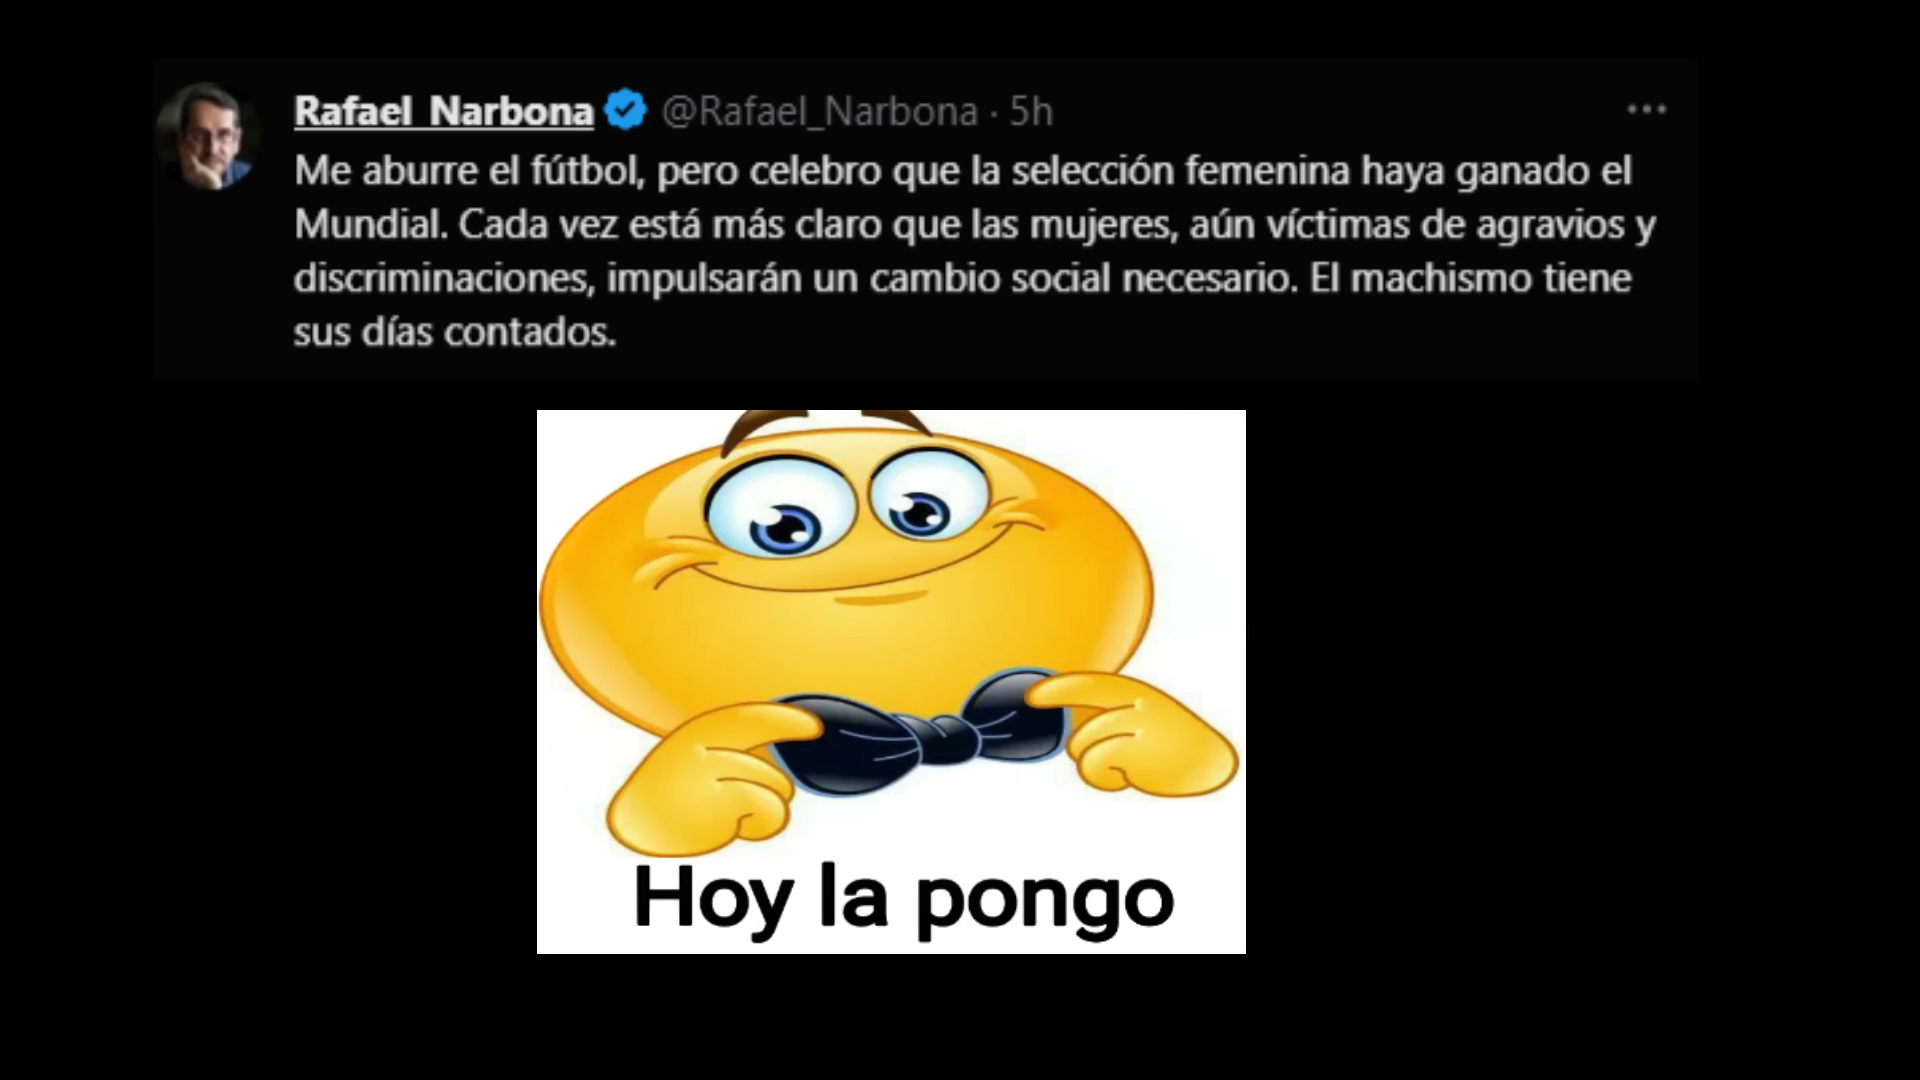 Rafael Narbona @Rafael_Narbona · 5h
Me aburre el fútbol, pero celebro que la selección femenina haya ganado el
Mundial. Cada vez está más claro que las mujeres, aún víctimas de agravios y
discriminaciones, impulsarán un cambio social necesario. El machismo tiene
sus días contados.
Hoy la pongo